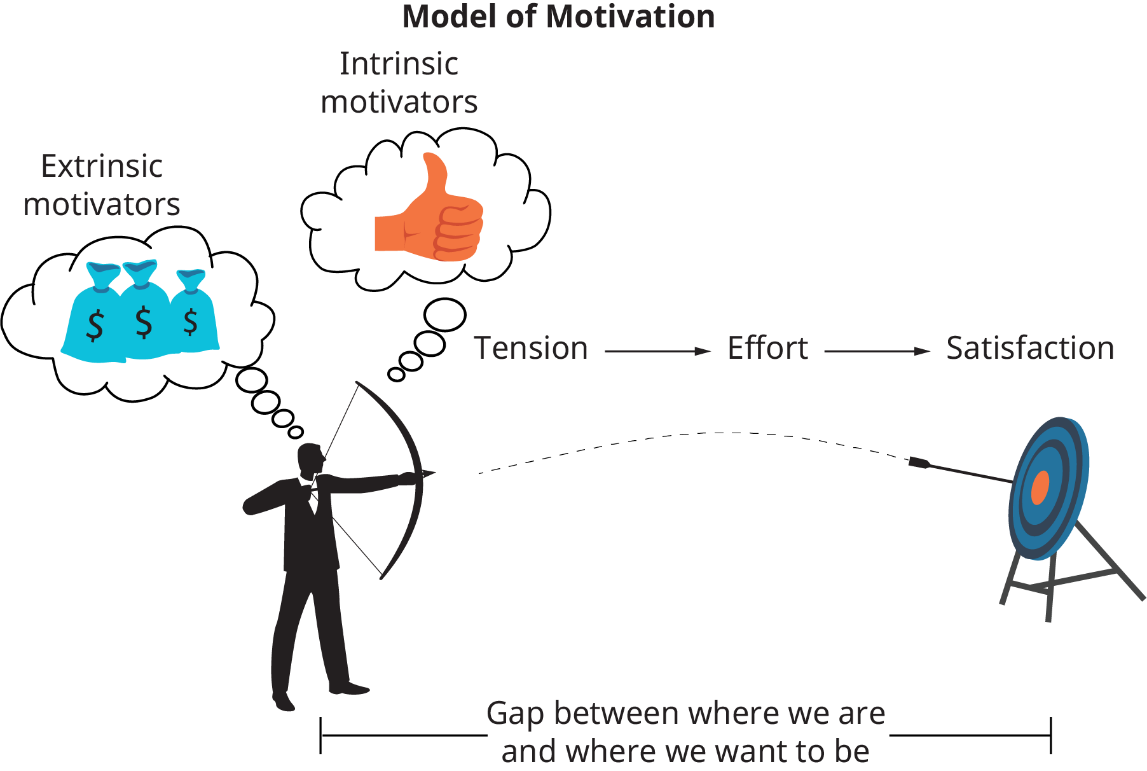 Model of Motivation
Intrinsic
motivators
Extrinsic
motivators
$ $ $
Tension Effort Satisfaction
Gap between where we are
and where we want to be